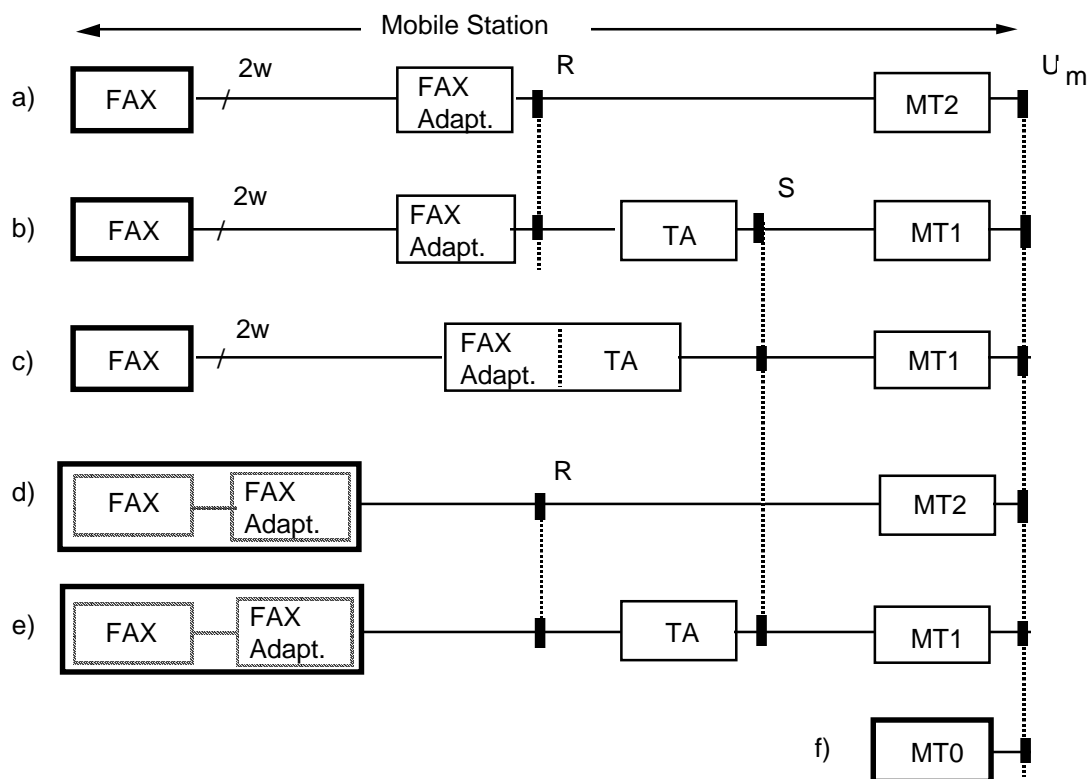 Mobile Station
R
U
m
2w
a)
FAX
FAX
Adapt.
MT2
S
2w
b)
FAX
FAX
Adapt.
TA
MT1
2w
c)
FAX
FAX
Adapt.
TA
MT1
R
d)
FAX
FAX
Adapt.
MT2
e)
FAX
FAX
Adapt.
TA
MT1
f)
MT0